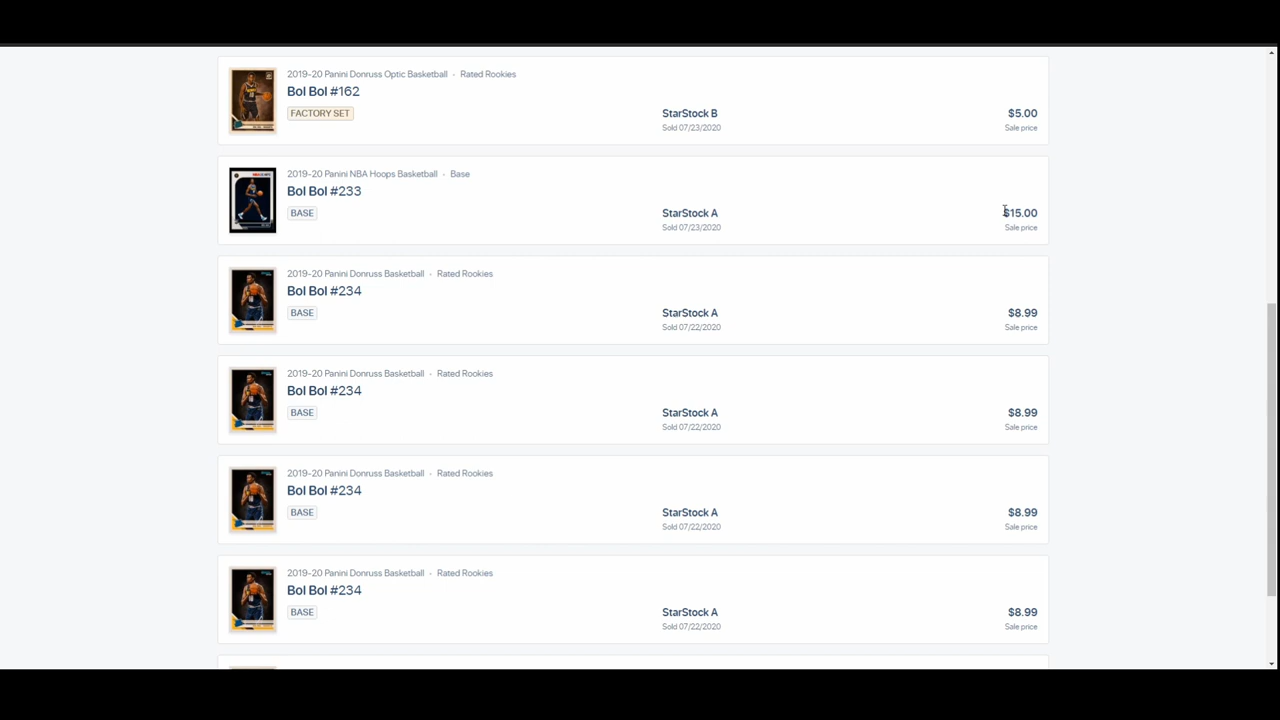 2019-20 Panini Donruss Optic Basketball · Rated Rookies
Bol Bol #162
FACTORY SET
StarStock B
$5.00
Sold 07/23/2020
Sale price
2019-20 Panini NBA Hoops Basketball · Base
Bol Bol #233
BASE
StarStock A
$15.00
Sold 07/23/2020
Sale price
2019-20 Panini Donruss Basketball · Rated Rookies
Bol Bol #234
BASE
StarStock A
$8.99
Sold 07/22/2020
Sale price
2019-20 Panini Donruss Basketball · Rated Rookies
Bol Bol #234
BASE
StarStock A
$8.99
Sold 07/22/2020
Sale price
2019-20 Panini Donruss Basketball · Rated Rookies
Bol Bol #234
BASE
StarStock A
$8.99
Sold 07/22/2020
Sale price
2019-20 Panini Donruss Basketball · Rated Rookies
Bol Bol #234
BASE
StarStock A
$8.99
Sold 07/22/2020
Sale price